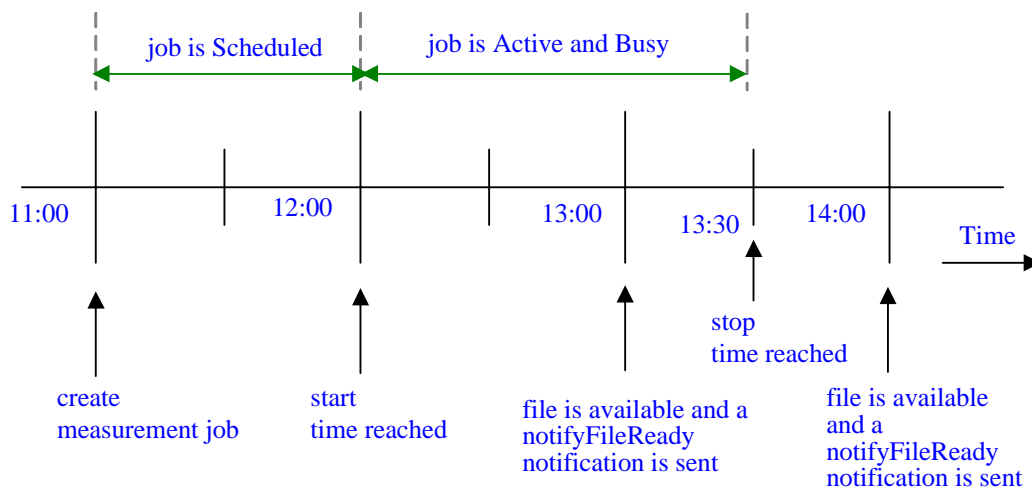 job is Scheduled
job is Active and Busy
11:00
12:00
13:00
13:30
14:00
Time
create
measurement job
start
time reached
file is available and a
notifyFileReady
notification is sent
stop
time reached
file is available
and a
notifyFileReady
notification is sent